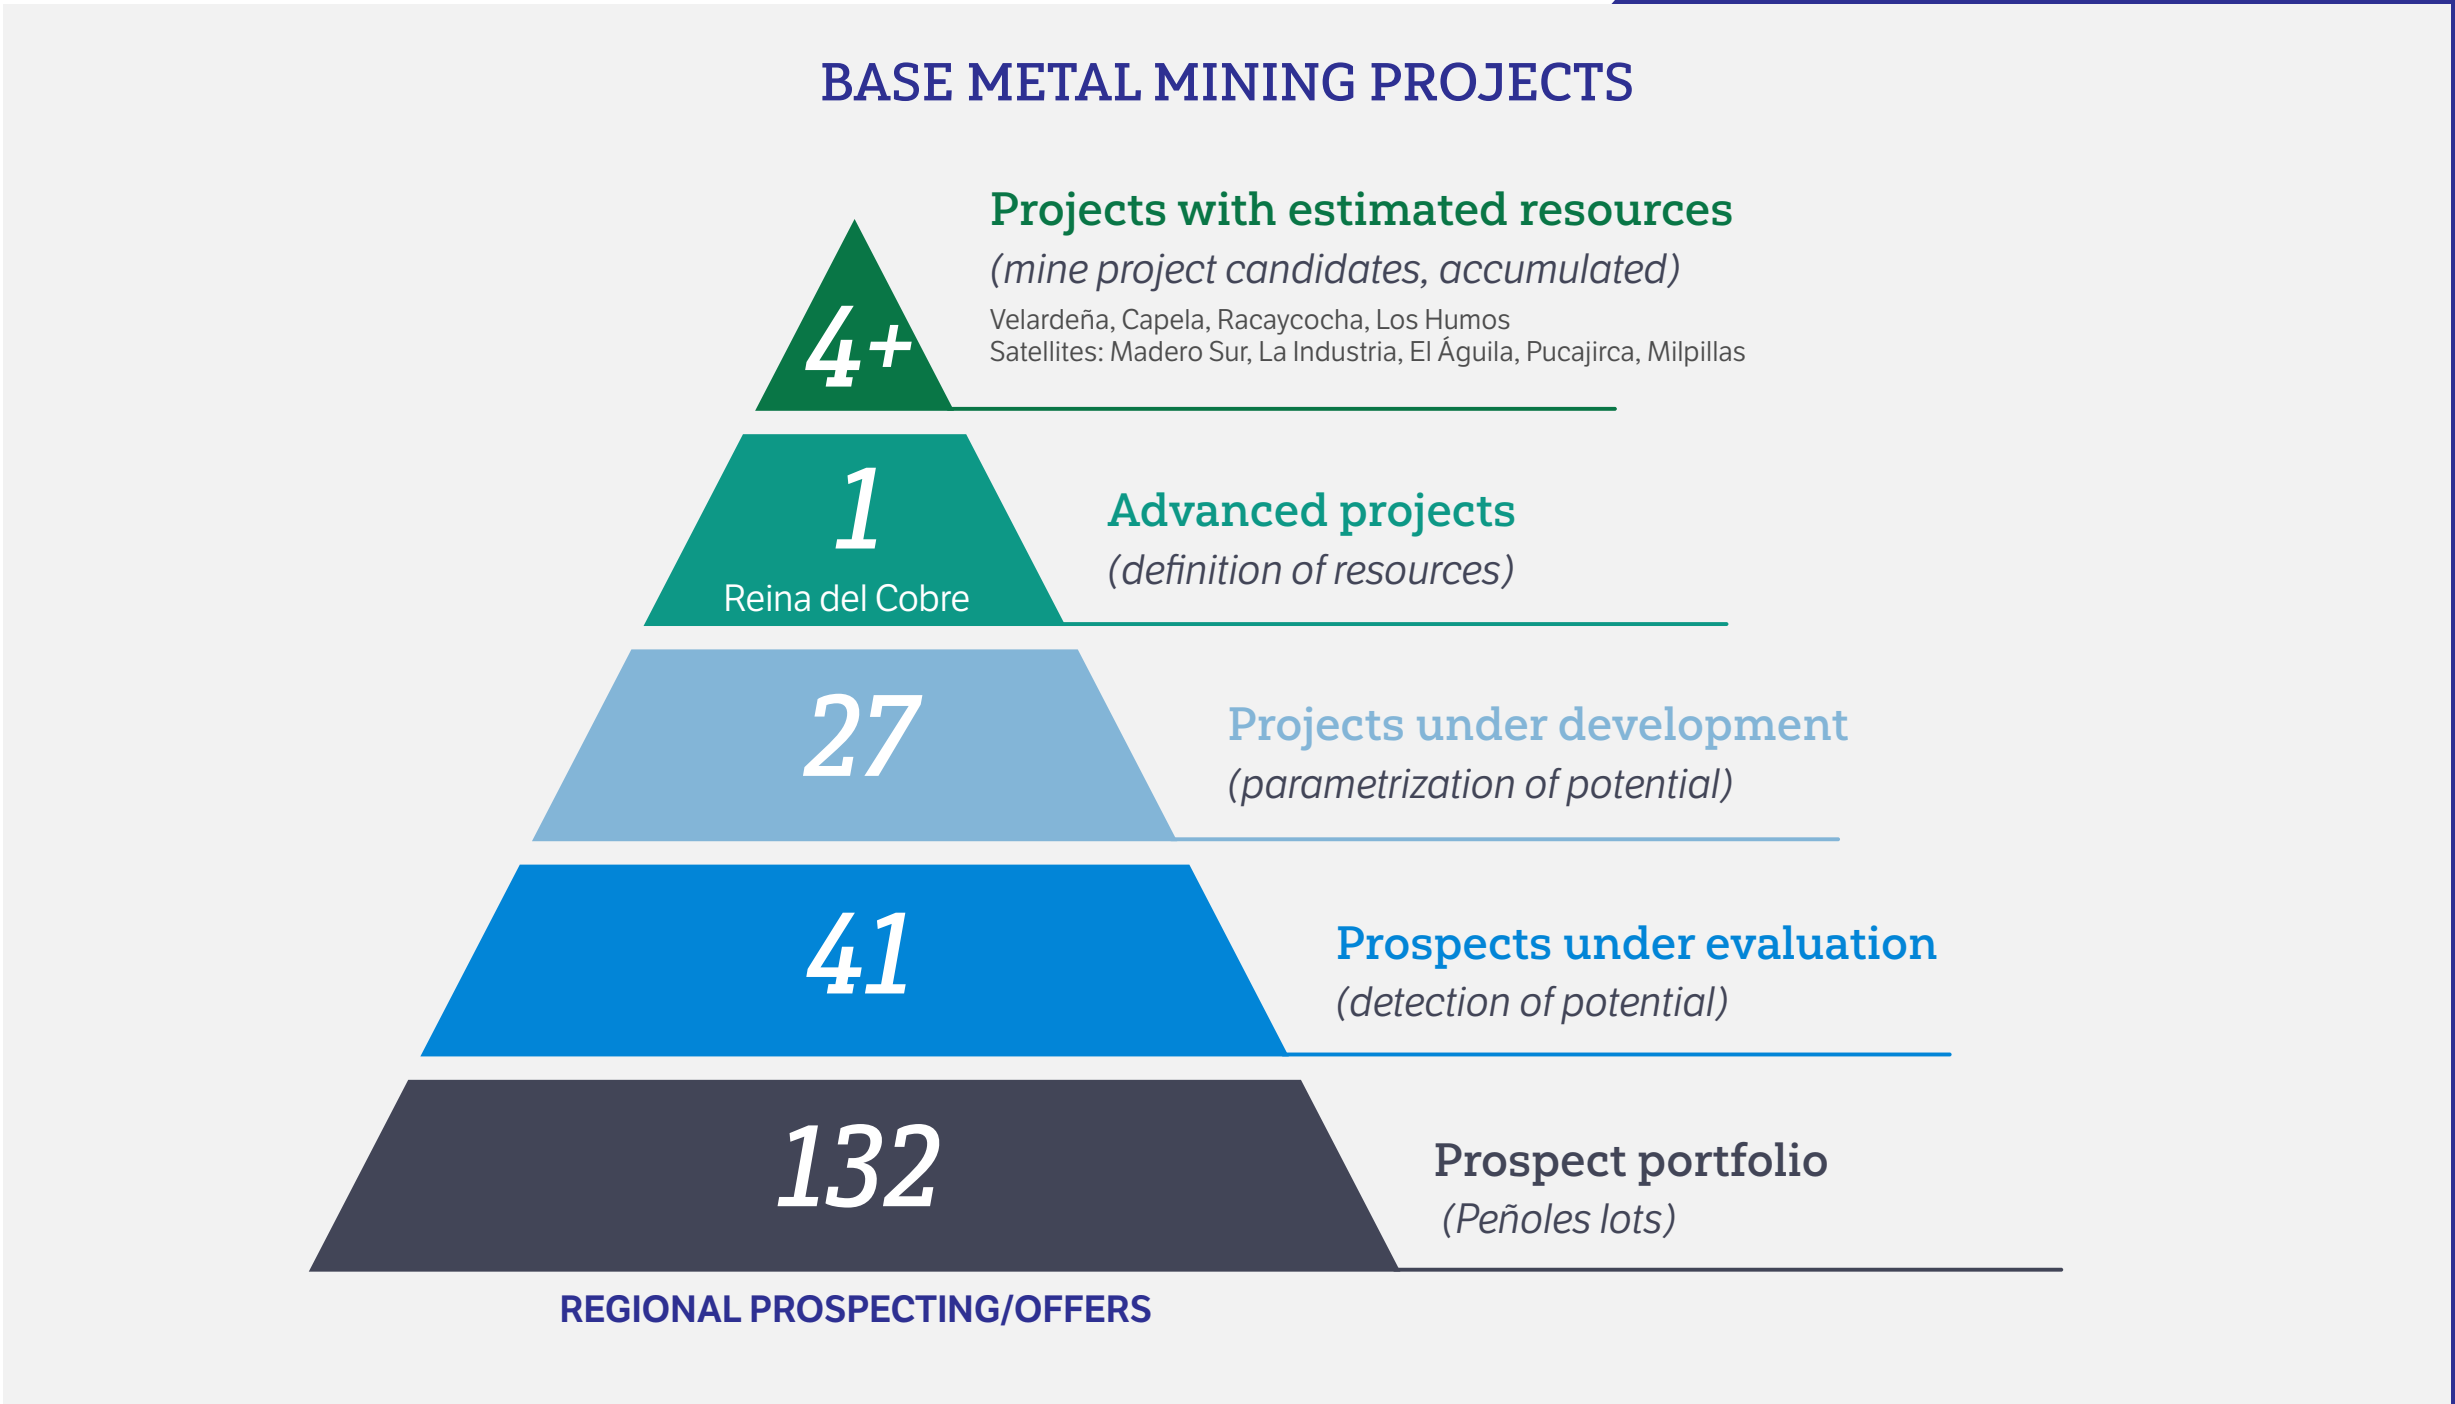 BASE METAL MINING PROJECTS
Projects with estimated resources
(mine project candidates, accumulated)
Velardeña, Capela, Racaycocha, Los Humos
Satellites: Madero Sur, La Industria, El Águila, Pucajirca, Milpillas
4+
1
Reina del Cobre
Advanced projects
(definition of resources)
27
Projects under development
(parametrization of potential)
41
Prospects under evaluation
(detection of potential)
132
Prospect portfolio
(Peñoles lots)
REGIONAL PROSPECTING/OFFERS